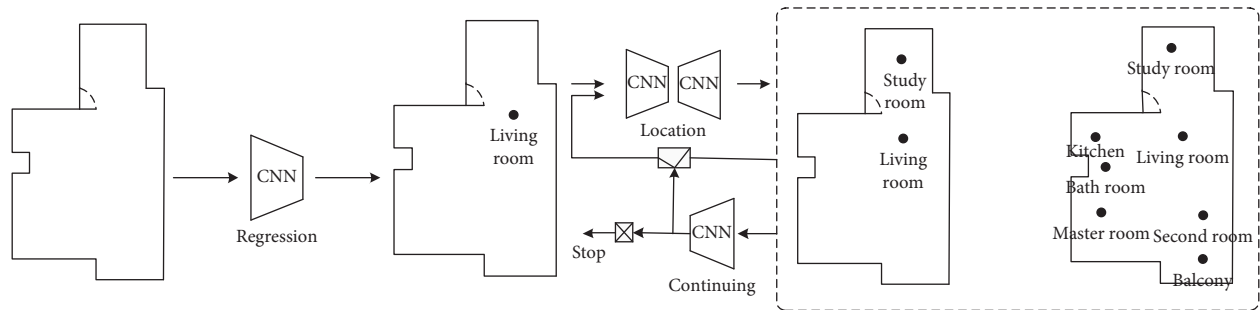 CNN
Regression
Living
room
CNN
CNN
Location
Stop
CNN
Continuing
Study
room
Living
room
Study room
Kitchen
Living room
Bath room
Master room
Second room
Balcony